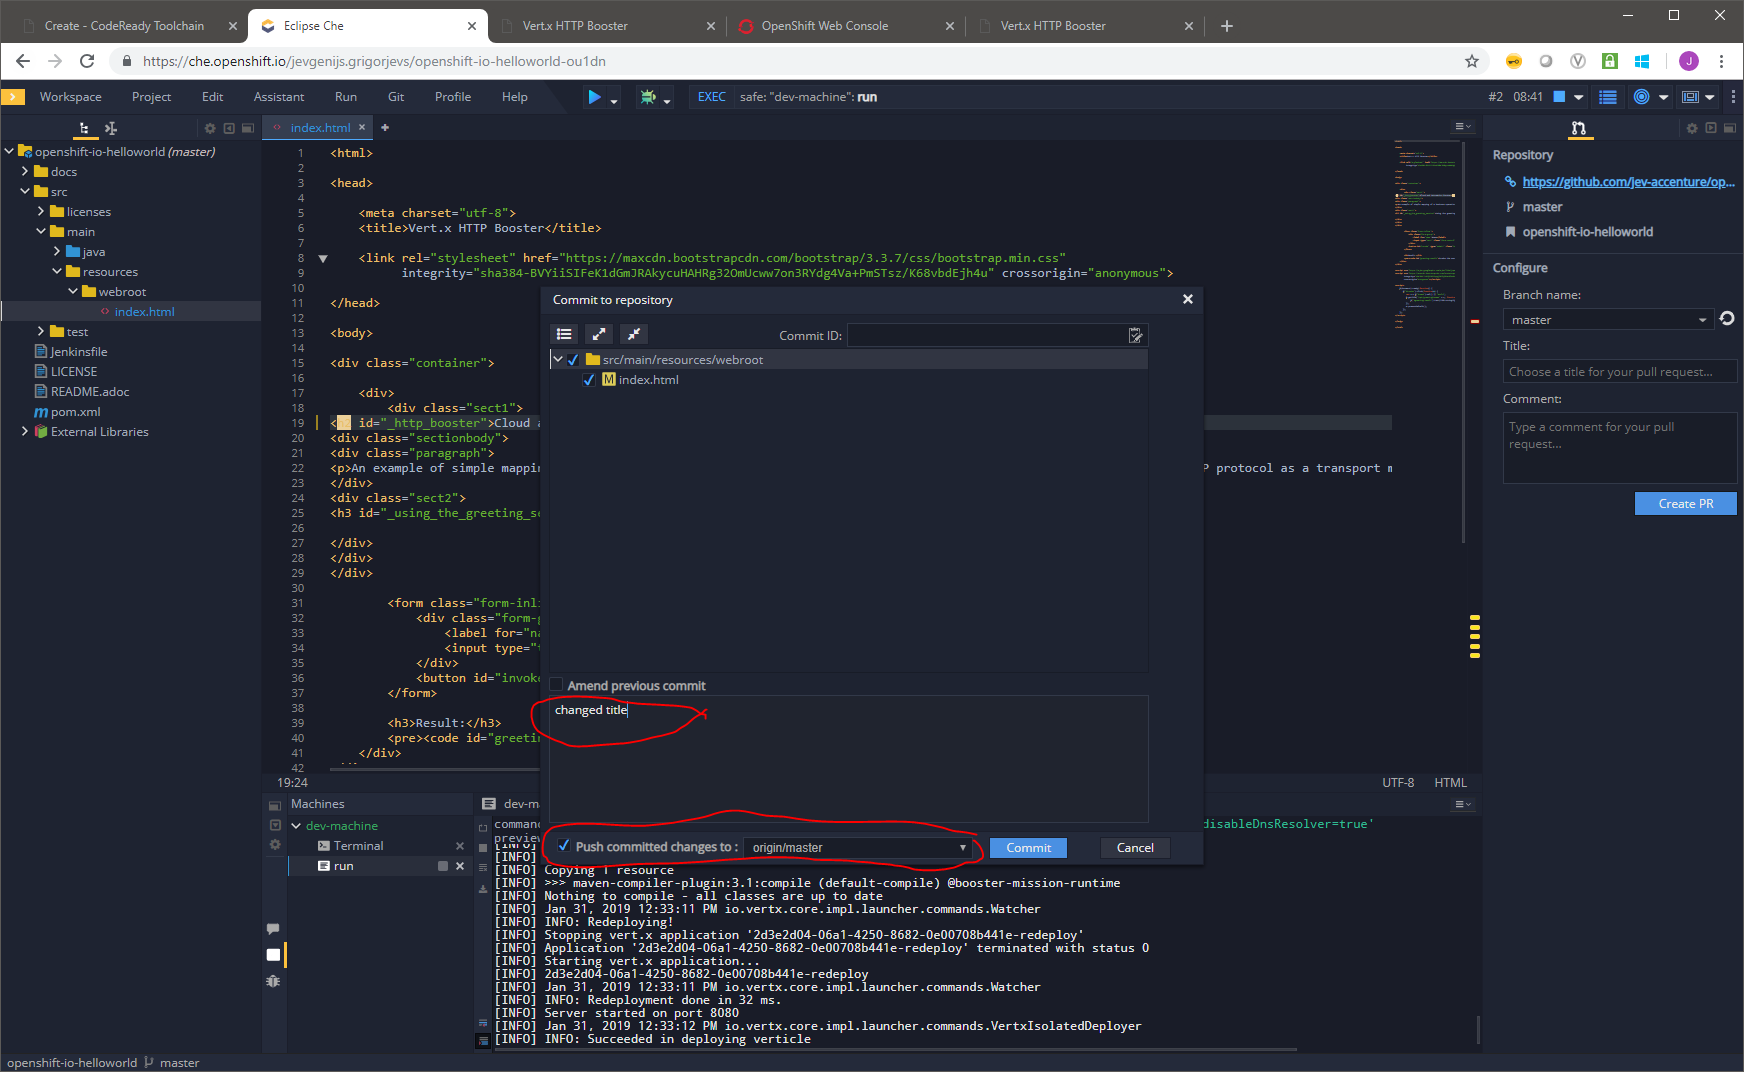 Create - CodeReady Toolchain
Eclipse Che
Vert.x HTTP Booster
OpenShift Web Console
Vert.x HTTP Booster
https://che.openshift.io/jevgenijs.grigorjevs/openshift-io-helloworld-ou1dn
J
Workspace Project Edit Assistant Run Git Profile Help
EXEC safe: "dev-machine": run
#2 08:41
openshift-io-helloworld (master)
docs
src
licenses
main
java
resources
webroot
index.html
test
Jenkinsfile
LICENSE
README.adoc
pom.xml
External Libraries
index.html
1 <html>
2
3 <head>
4
5 <meta charset="utf-8">
6 <title>Vert.x HTTP Booster</title>
7
8 <link rel="stylesheet" href="https://maxcdn.bootstrapcdn.com/bootstrap/3.3.7/css/bootstrap.min.css"
9 integrity="sha384-BVYiiSIFeK1dGmJRAkycuHAHRg32OmUcww7on3RYdg4Va+PmSTsz/K68vbdEjh4u" crossorigin="anonymous">
10
11 </head>
12
13 <body>
14
15 <div class="container">
16
17 <div>
18 <div class="sect1">
19 < id="_http_booster">Cloud a
20 <div class="sectionbody">
21 <div class="paragraph">
22 <p>An example of simple mappin P protocol as a transport m
23 </div>
24 <div class="sect2">
25 <h3 id="_using_the_greeting_se
26
27 </div>
28 </div>
29 </div>
30
31 <form class="form-inli
32 <div class="form-g
33 <label for="na
34 <input type="t
35 </div>
36 <button id="invoke
37 </form>
38
39 <h3>Result:</h3>
40 <pre><code id="greetin
41 </div>
42
19:24
UTF-8 HTML
Commit to repository
Commit ID:
src/main/resources/webroot
M index.html
Amend previous commit
changed title
Push committed changes to : origin/master
Commit
Cancel
Repository
https://github.com/jev-accenture/op...
master
openshift-io-helloworld
Configure
Branch name:
master
Title:
Choose a title for your pull request...
Comment:
Type a comment for your pull
request...
Create PR
Machines
dev-machine
Terminal
run
dev-m
comman
disableDnsResolver=true'
previe
[INFO]
[INFO]
[INFO] Copying 1 resource
[INFO] >>> maven-compiler-plugin:3.1:compile (default-compile) @booster-mission-runtime
[INFO] Nothing to compile - all classes are up to date
[INFO] Jan 31, 2019 12:33:11 PM io.vertx.core.impl.launcher.commands.Watcher
[INFO] INFO: Redeploying!
[INFO] Stopping vert.x application '2d3e2d04-06a1-4250-8682-0e00708b441e-redeploy'
[INFO] Application '2d3e2d04-06a1-4250-8682-0e00708b441e-redeploy' terminated with status 0
[INFO] Starting vert.x application...
[INFO] 2d3e2d04-06a1-4250-8682-0e00708b441e-redeploy
[INFO] Jan 31, 2019 12:33:11 PM io.vertx.core.impl.launcher.commands.Watcher
[INFO] INFO: Redeployment done in 32 ms.
[INFO] Server started on port 8080
[INFO] Jan 31, 2019 12:33:12 PM io.vertx.core.impl.launcher.commands.VertxIsolatedDeployer
[INFO] INFO: Succeeded in deploying verticle
openshift-io-helloworld master